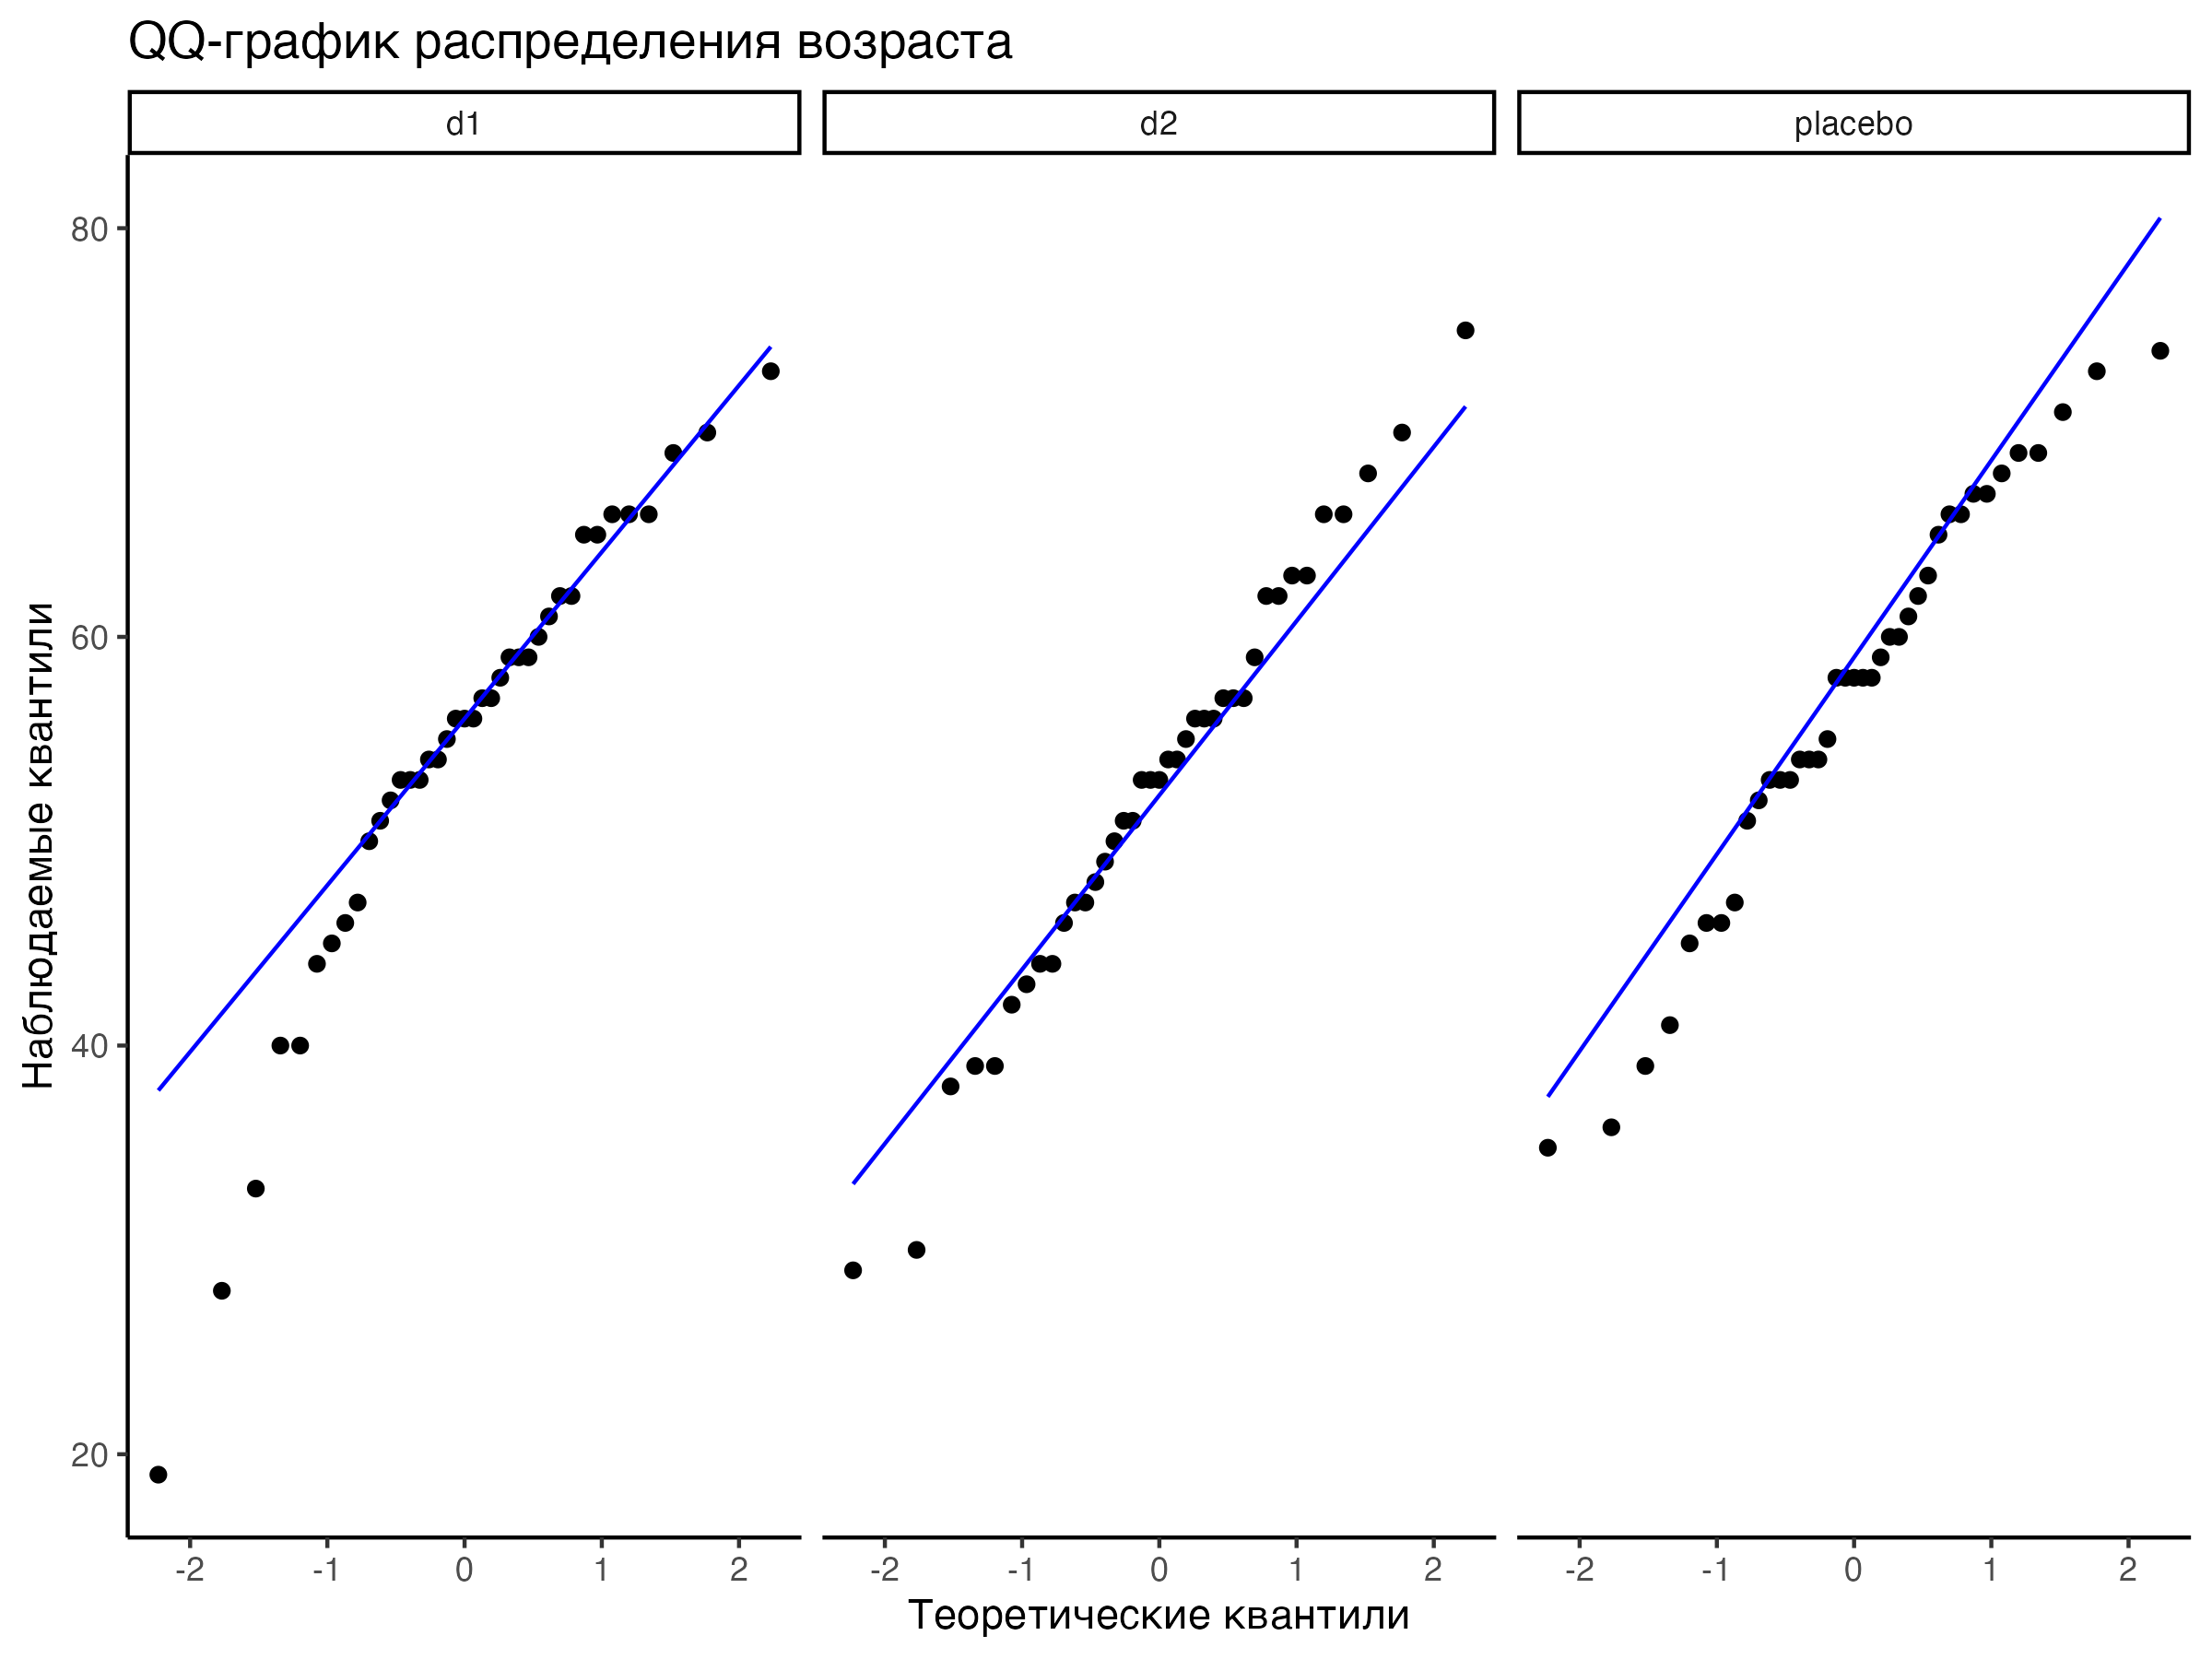 QQ-график распределения возраста
d1 d2 placebo
80
60
40
20
Наблюдаемые квантили
-2 -1 0 1 2 -2 -1 0 1 2 -2 -1 0 1 2
Теоретические квантили